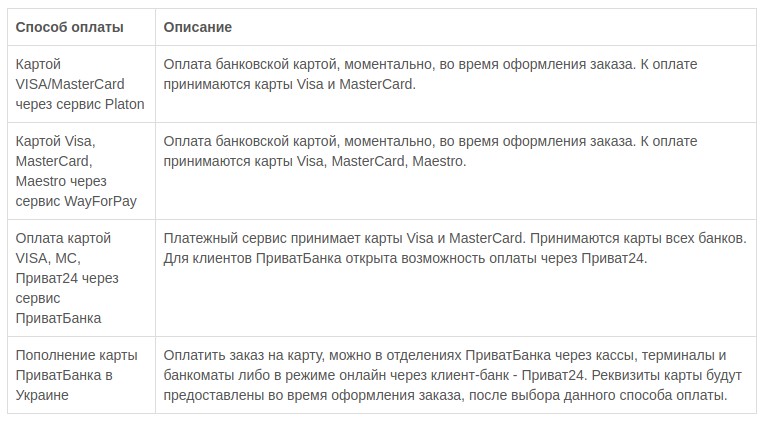 Способ оплаты
Описание
Картой
VISA/MasterCard
через сервис Platon
Оплата банковской картой, моментально, во время оформления заказа. К оплате
принимаются карты Visa и MasterCard.
Картой Visa,
MasterCard,
Maestro через
сервис WayForPay
Оплата банковской картой, моментально, во время оформления заказа. К оплате
принимаются карты Visa, MasterCard, Maestro.
Оплата картой
VISA, MC,
Приват24 через
сервис
ПриватБанка
Платежный сервис принимает карты Visa и MasterCard. Принимаются карты всех банков.
Для клиентов ПриватБанка открыта возможность оплаты через Приват24.
Пополнение карты
ПриватБанка в
Украине
Оплатить заказ на карту, можно в отделениях ПриватБанка через кассы, терминалы и
банкоматы либо в режиме онлайн через клиент-банк - Приват24. Реквизиты карты будут
предоставлены во время оформления заказа, после выбора данного способа оплаты.